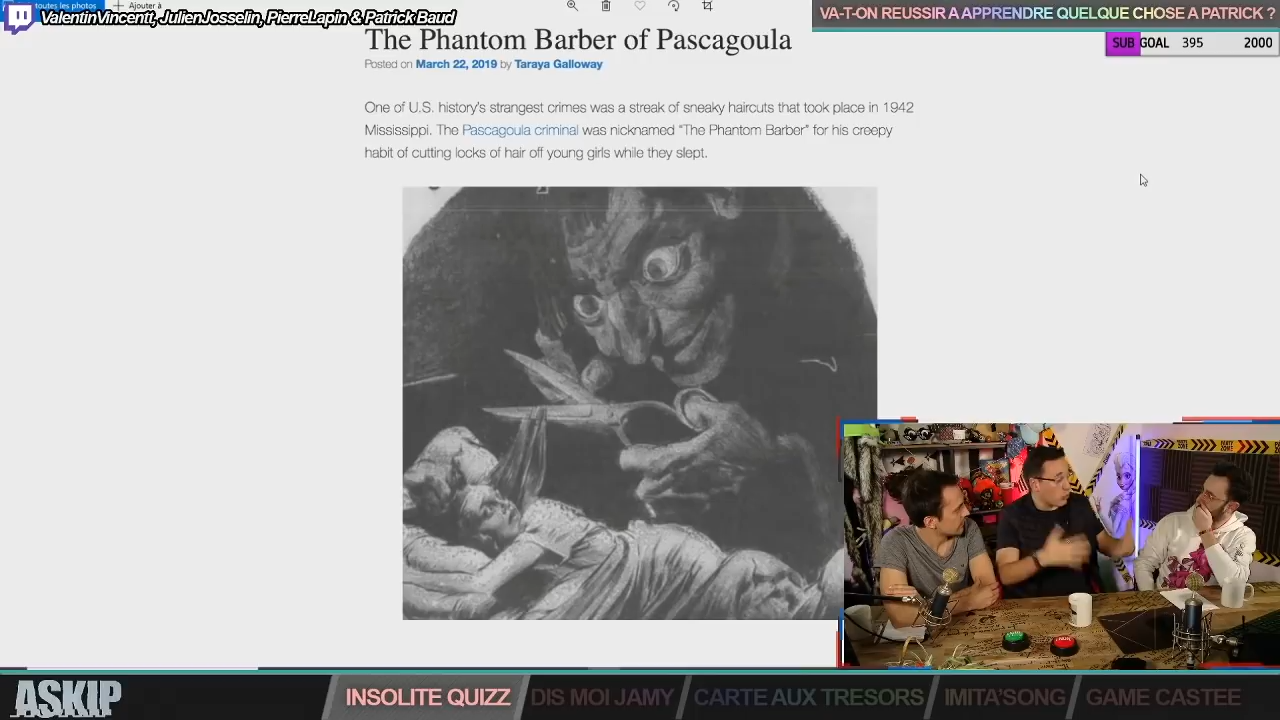 toutes les photos
Ajouter à
ValentinVincentt, JulienJosselin, PierreLapin & Patrick Baud
VA-T-ON REUSSIR A APPRENDRE QUELQUE CHOSE A PATRICK ?
SUB GOAL 395 2000
The Phantom Barber of Pascagoula
Posted on March 22, 2019 by Taraya Galloway
One of U.S. history's strangest crimes was a streak of sneaky haircuts that took place in 1942
Mississippi. The Pascagoula criminal was nicknamed “The Phantom Barber” for his creepy
habit of cutting locks of hair off young girls while they slept.
ASKIP
INSOLITE QUIZZ
DIS MOI JAMY
CARTE AUX TRESORS
IMITA'SONG
GAME CASTEE